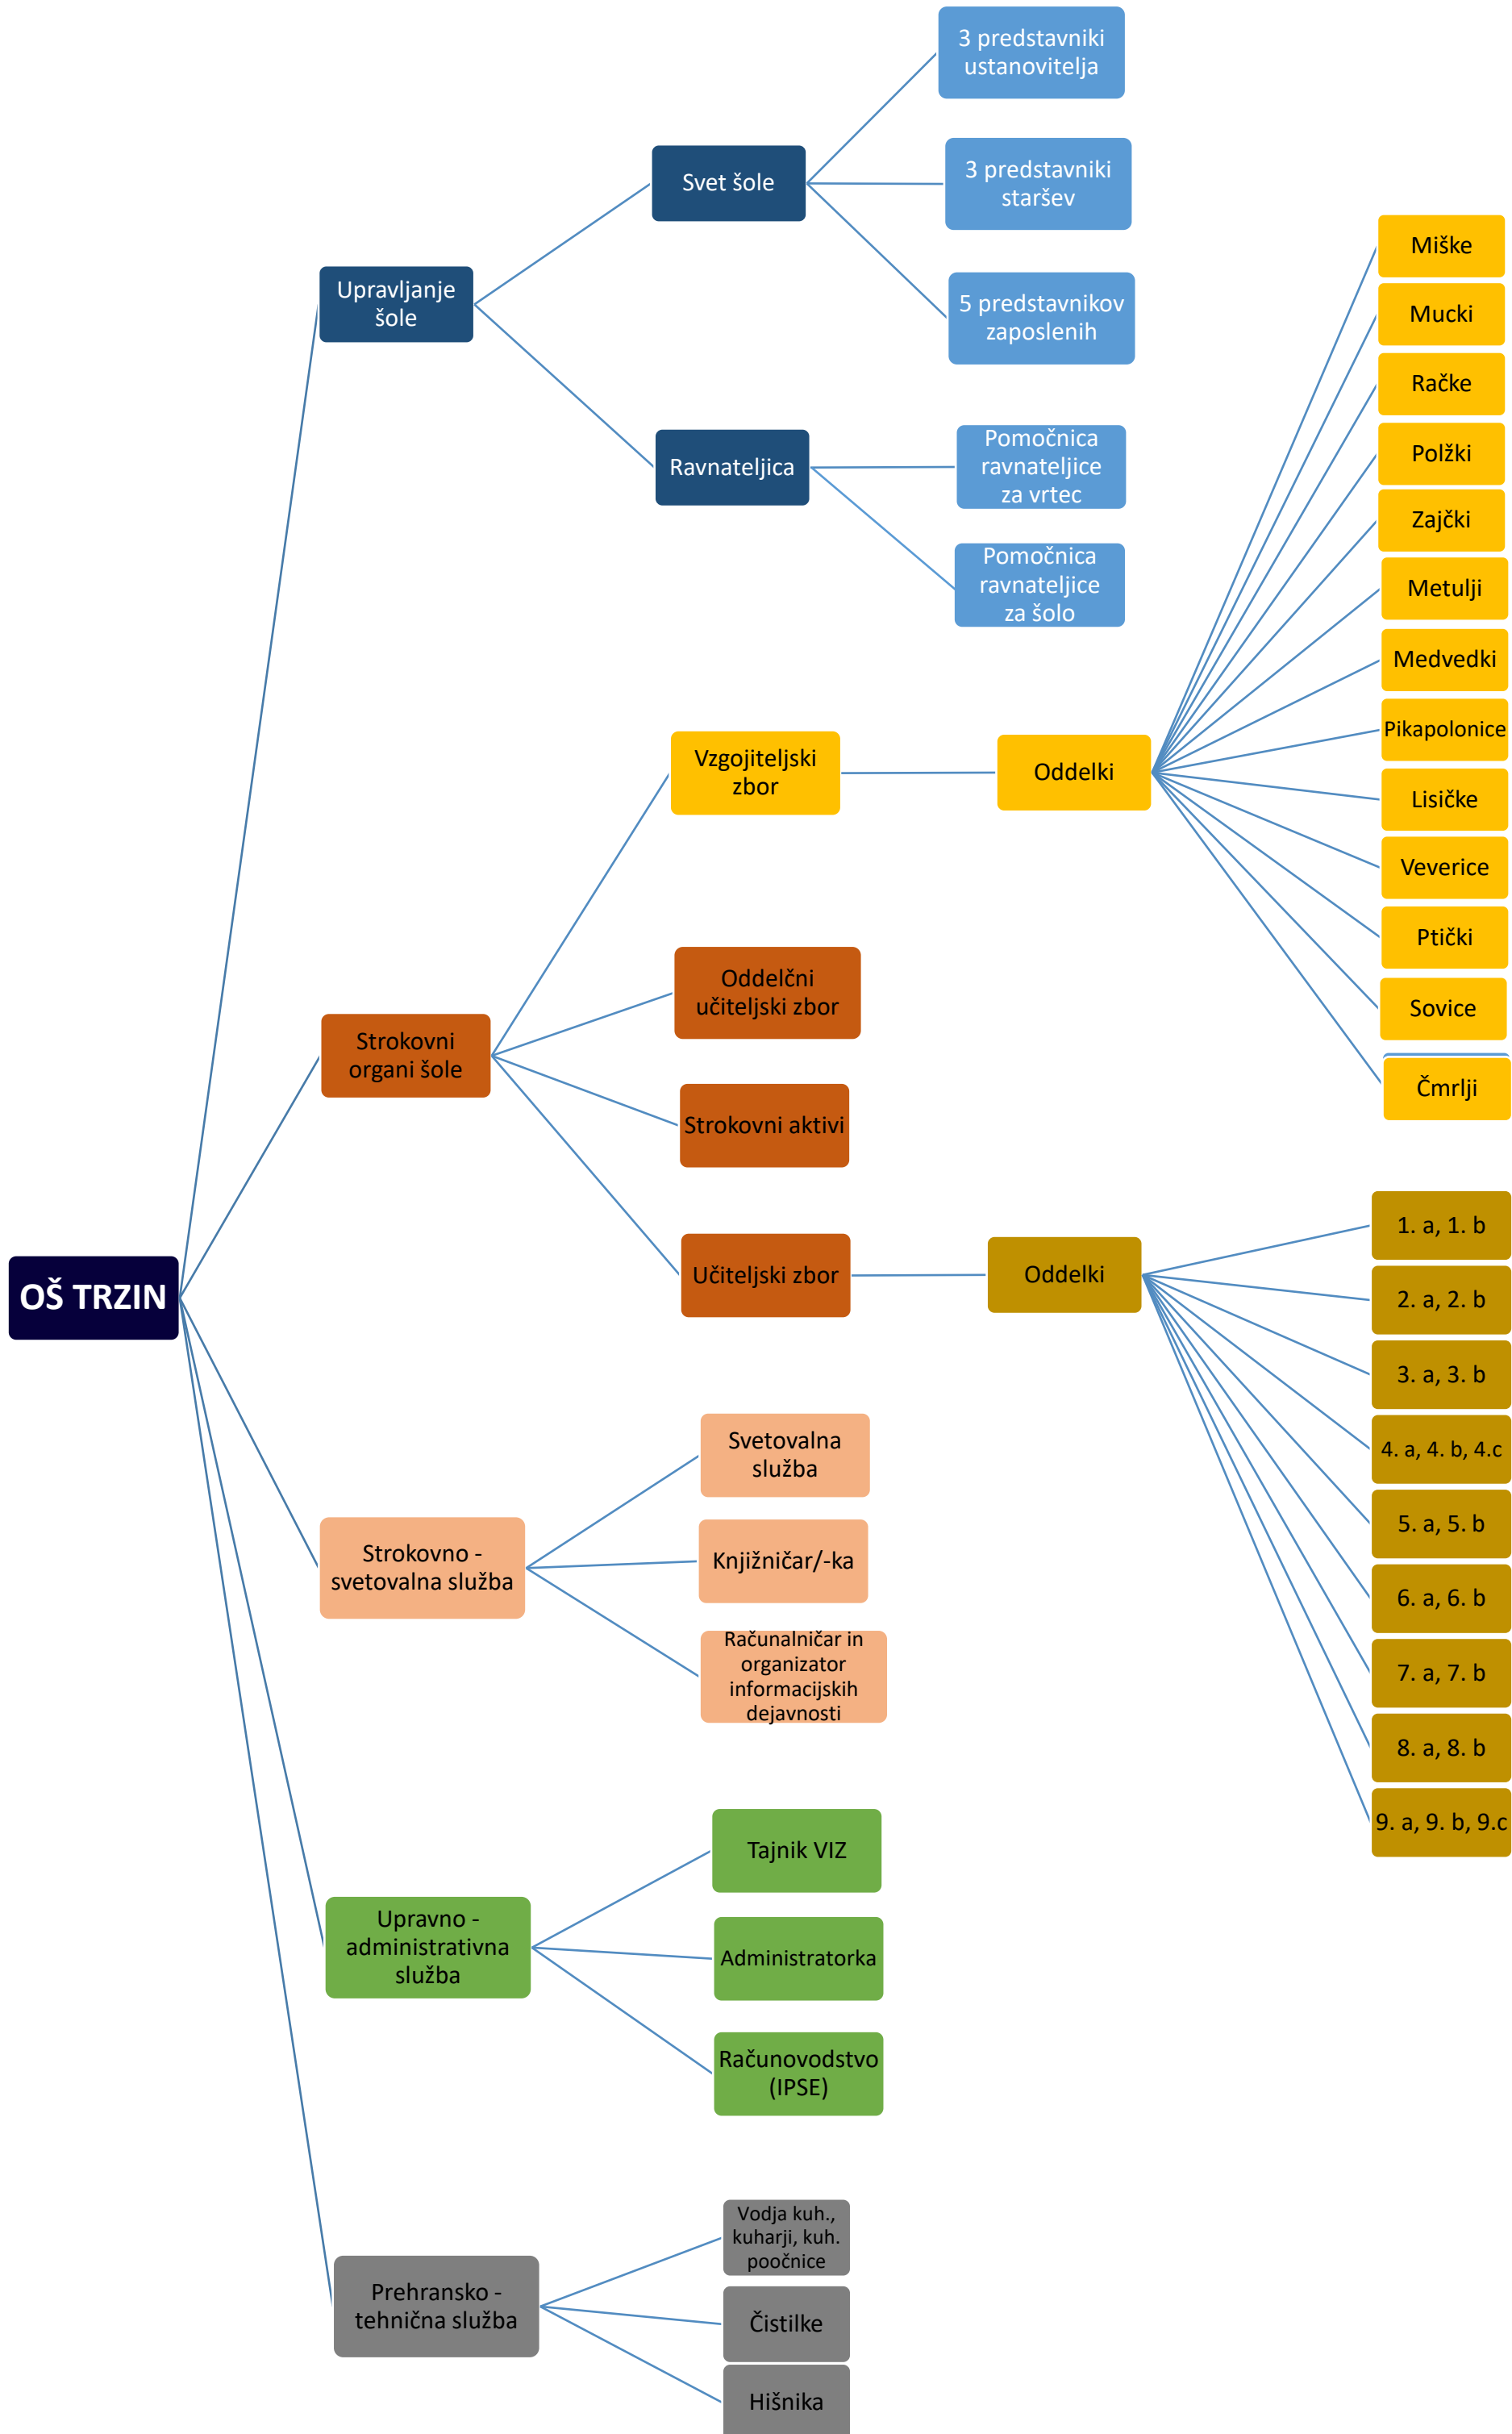 3 predstavniki
ustanovitelja
Svet šole
3 predstavniki
staršev
Upravljanje
šole
5 predstavnikov
zaposlenih
Ravnateljica
Pomočnica
ravnateljice
za vrtec
Pomočnica
ravnateljice
za šolo
Miške
Mucki
Račke
Polžki
Zajčki
Metulji
Medvedki
Pikapolonice
Lisičke
Veverice
Ptički
Sovice
Čmrlji
Vzgojiteljski
zbor
Oddelki
Oddelčni
učiteljski zbor
Strokovni
organi šole
Strokovni aktivi
Učiteljski zbor
Oddelki
1. a, 1. b
2. a, 2. b
3. a, 3. b
4. a, 4. b, 4.c
5. a, 5. b
6. a, 6. b
7. a, 7. b
8. a, 8. b
9. a, 9. b, 9.c
OŠ TRZIN
Svetovalna
služba
Strokovno -
svetovalna služba
Knjižničar/-ka
Računalničar in
organizator
informacijskih
dejavnosti
Tajnik VIZ
Upravno -
administrativna
služba
Administratorka
Računovodstvo
(IPSE)
Vodja kuh.,
kuharji, kuh.
poočnice
Prehransko -
tehnična služba
Čistilke
Hišnika